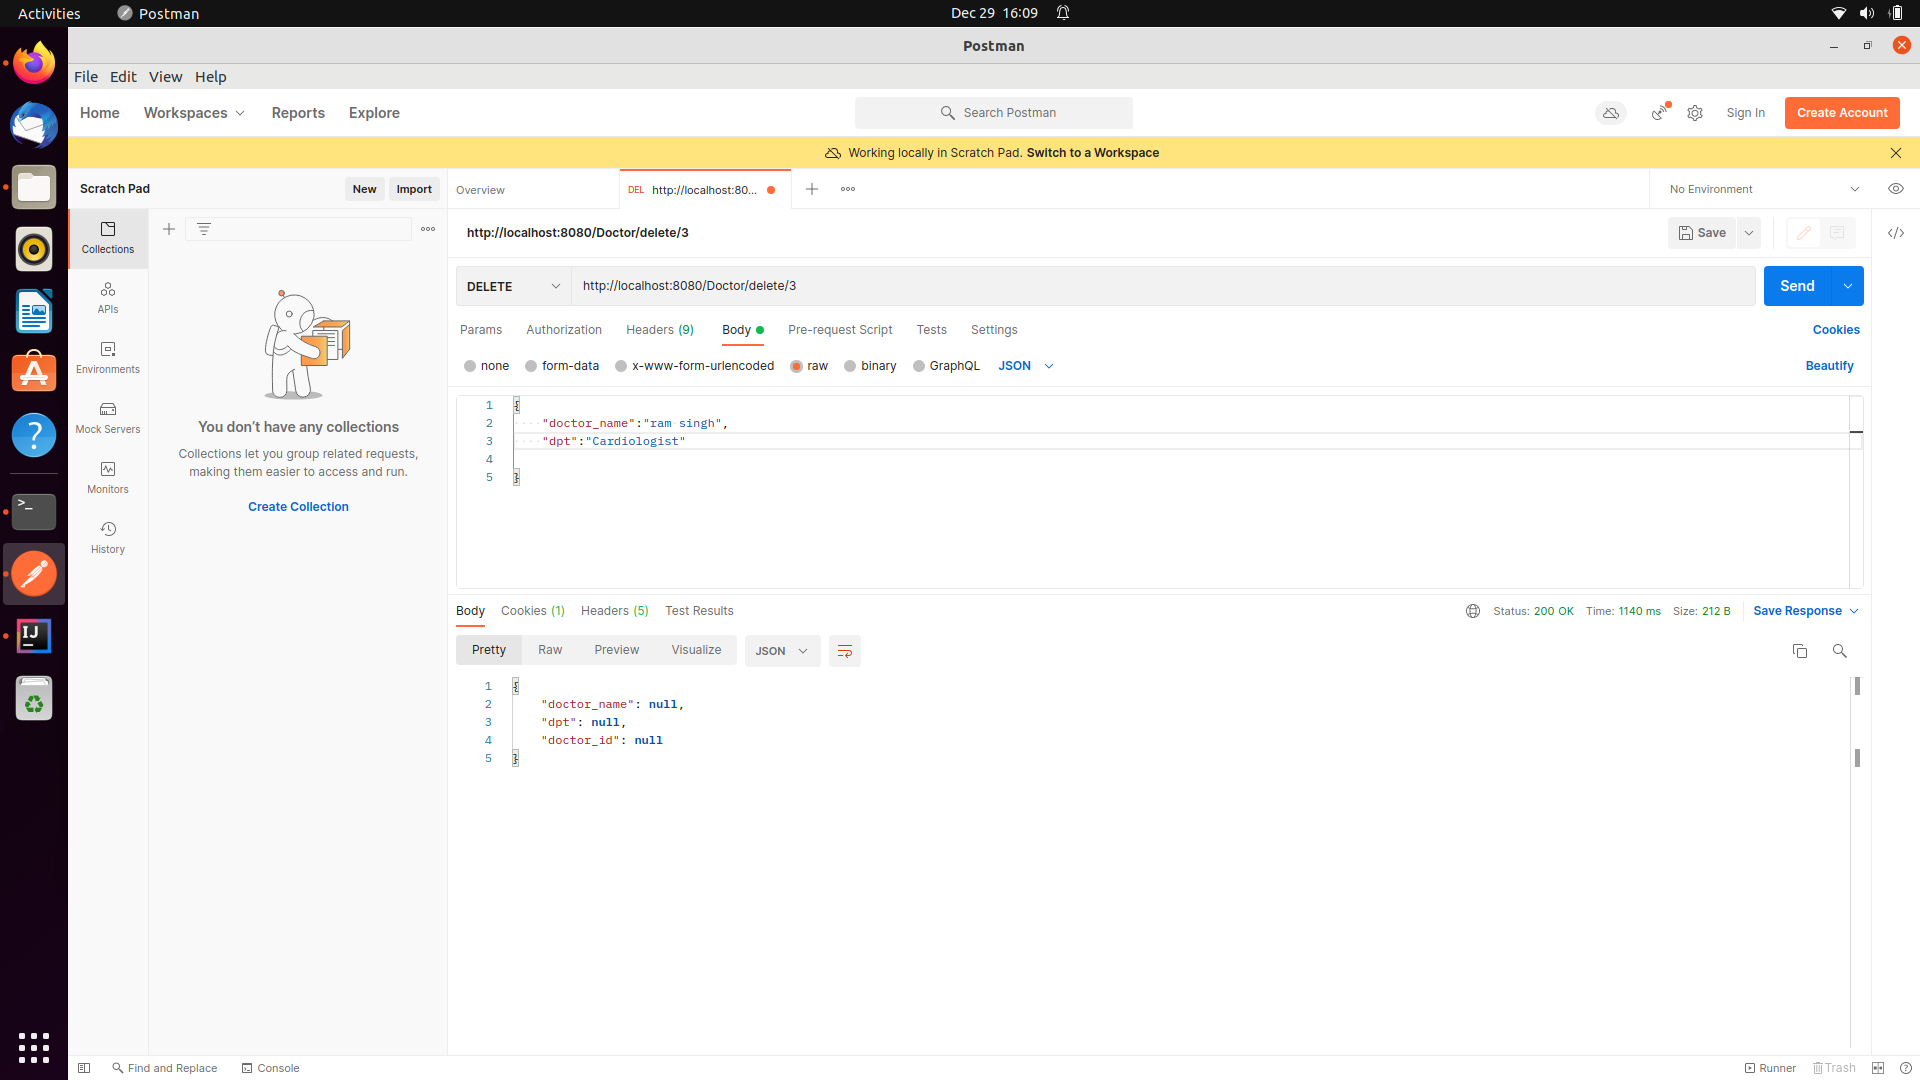 Activities Postman Dec 29 16:09
Postman
File Edit View Help
Home Workspaces Reports Explore Search Postman Sign In Create Account
Working locally in Scratch Pad. Switch to a Workspace
Scratch Pad New Import Overview DEL http://localhost:80... No Environment
Collections
http://localhost:8080/Doctor/delete/3 Save
DELETE http://localhost:8080/Doctor/delete/3 Send
APIs
Params Authorization Headers (9) Body Pre-request Script Tests Settings Cookies
Environments
none form-data x-www-form-urlencoded raw binary GraphQL JSON Beautify
Mock Servers
Monitors
History
You don't have any collections
Collections let you group related requests,
making them easier to access and run.
Create Collection
1 {
2 "doctor_name":"ram singh",
3 "dpt":"Cardiologist"
4
5 }
Body Cookies (1) Headers (5) Test Results Status: 200 OK Time: 1140 ms Size: 212 B Save Response
Pretty Raw Preview Visualize JSON
1 {
2 "doctor_name": null,
3 "dpt": null,
4 "doctor_id": null
5 }
Find and Replace Console Runner Trash